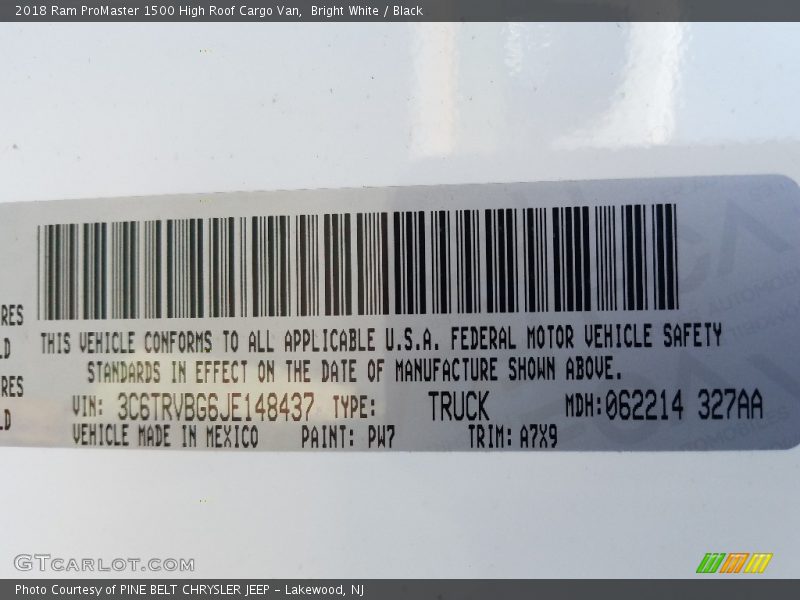 2018 Ram ProMaster 1500 High Roof Cargo Van,  Bright White / Black
RES
LD
RES
LD
THIS VEHICLE CONFORMS TO ALL APPLICABLE U.S.A. FEDERAL MOTOR VEHICLE SAFETY
STANDARDS IN EFFECT ON THE DATE OF MANUFACTURE SHOWN ABOVE.
VIN: 3C6TRVBG6JE148437 TYPE: TRUCK MDH:062214 327AA
VEHICLE MADE IN MEXICO PAINT: PW7 TRIM: A7X9
GTCARLOT.COM
Photo Courtesy of PINE BELT CHRYSLER JEEP - Lakewood, NJ